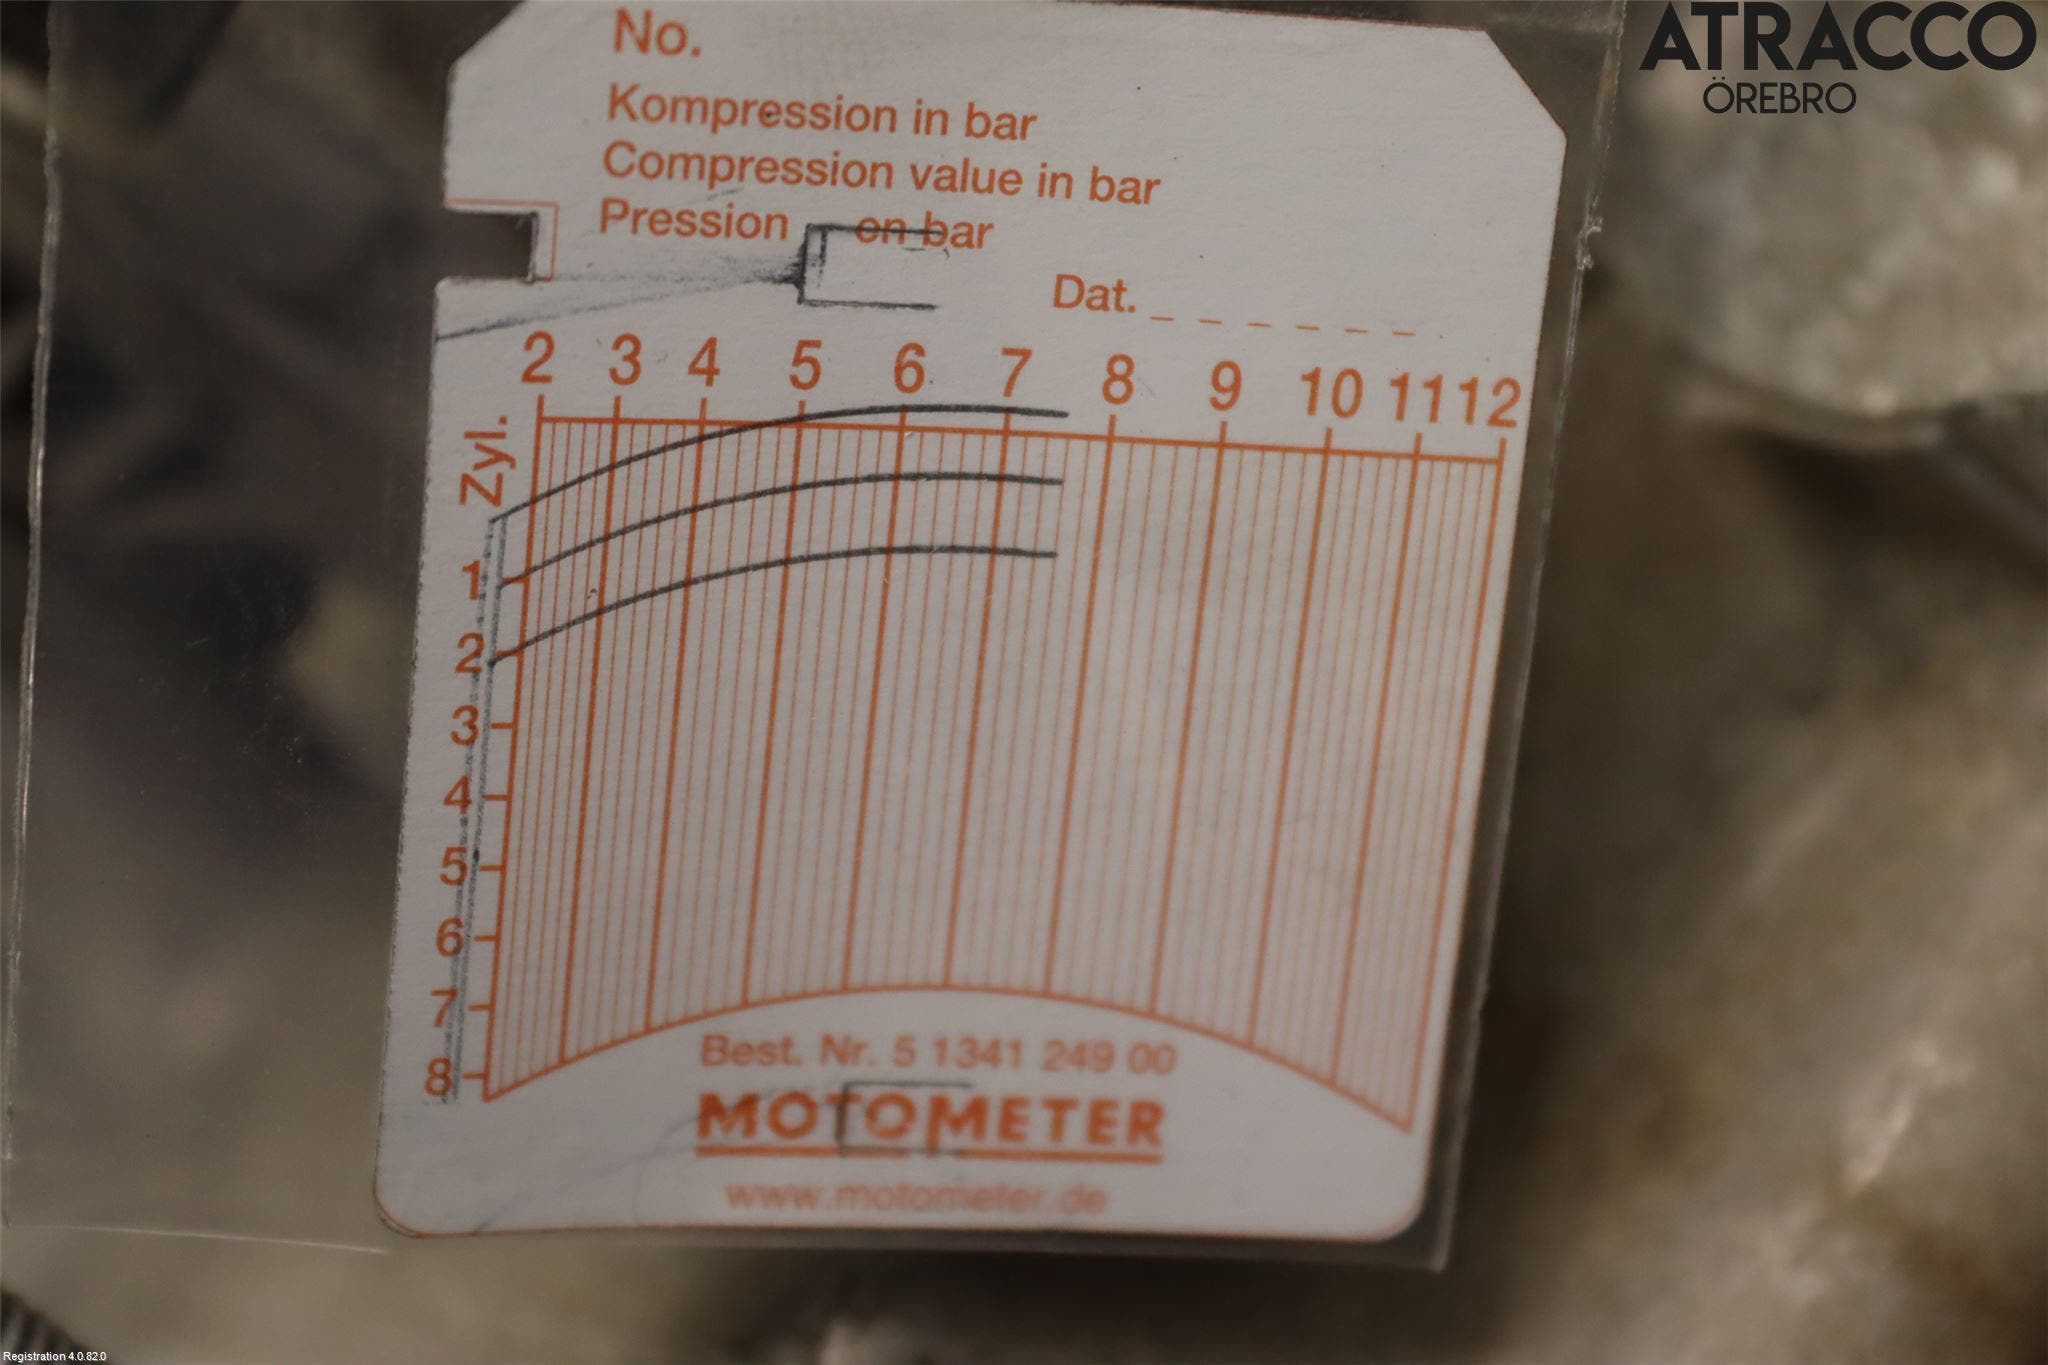 ATRACCO
ÖREBRO
No.
Kompression in bar
Compression value in bar
Pression en bar
Dat. _ _ _ _ _ _
2 3 4 5 6 7 8 9 10 11 12
Zyl.
1
2
3
4
5
6
7
8
Best. Nr. 5 1341 249 00
MOTOMETER
www.motometer.de
Registration 4.0.82.0